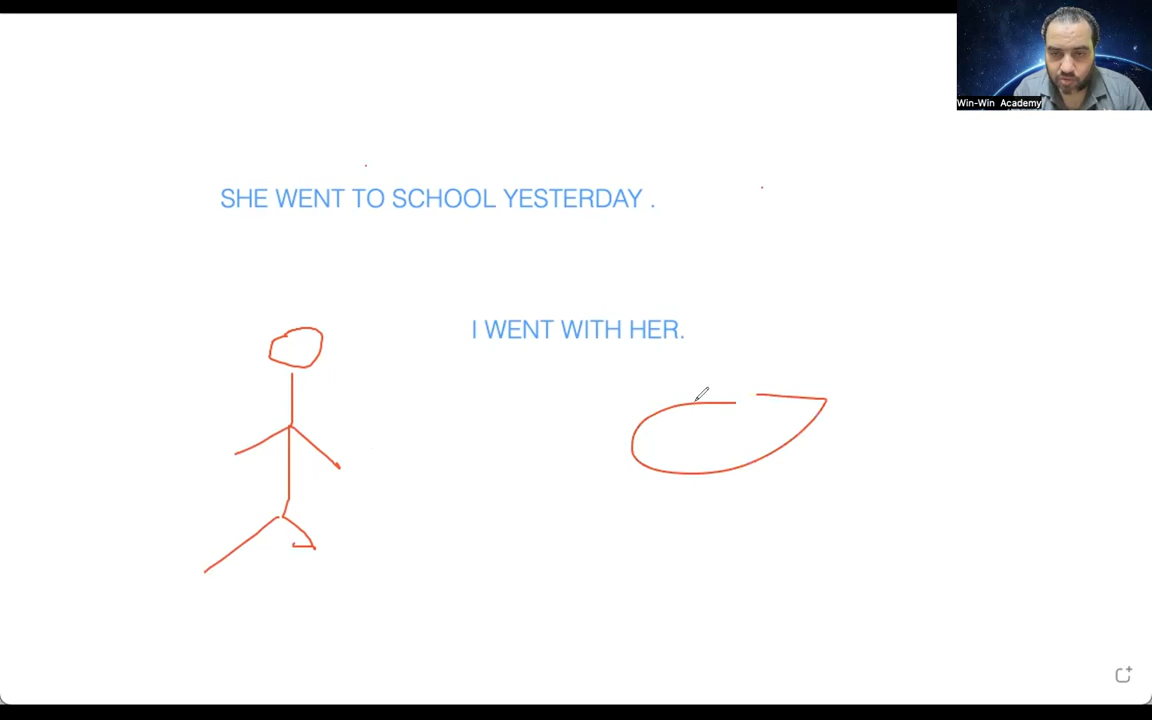 Win-Win Academy
SHE WENT TO SCHOOL YESTERDAY .
I WENT WITH HER.